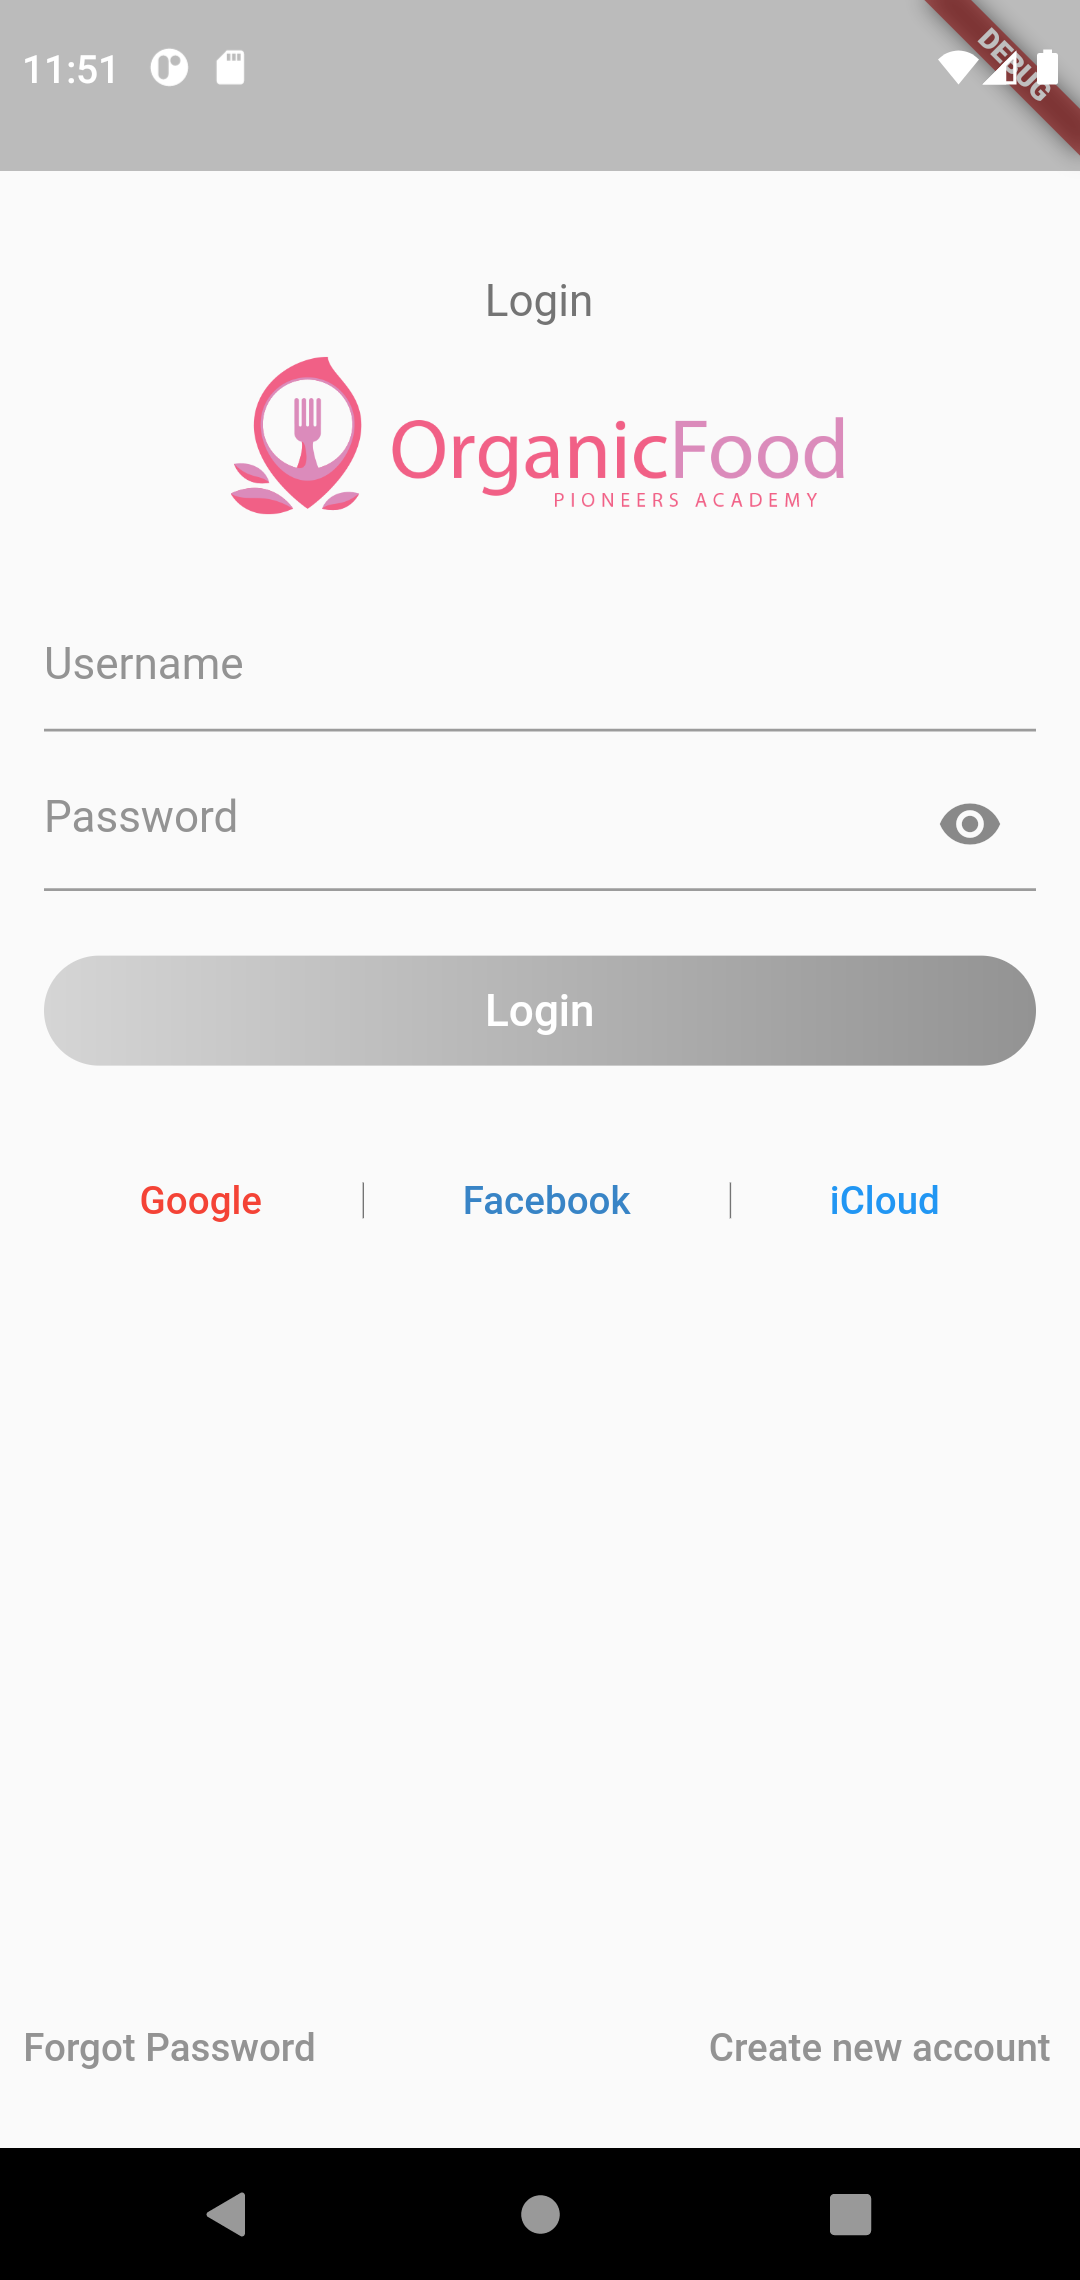 11:51
DEBUG
Login
OrganicFood
PIONEERS ACADEMY
Username
Password
Login
Google
Facebook
iCloud
Forgot Password
Create new account